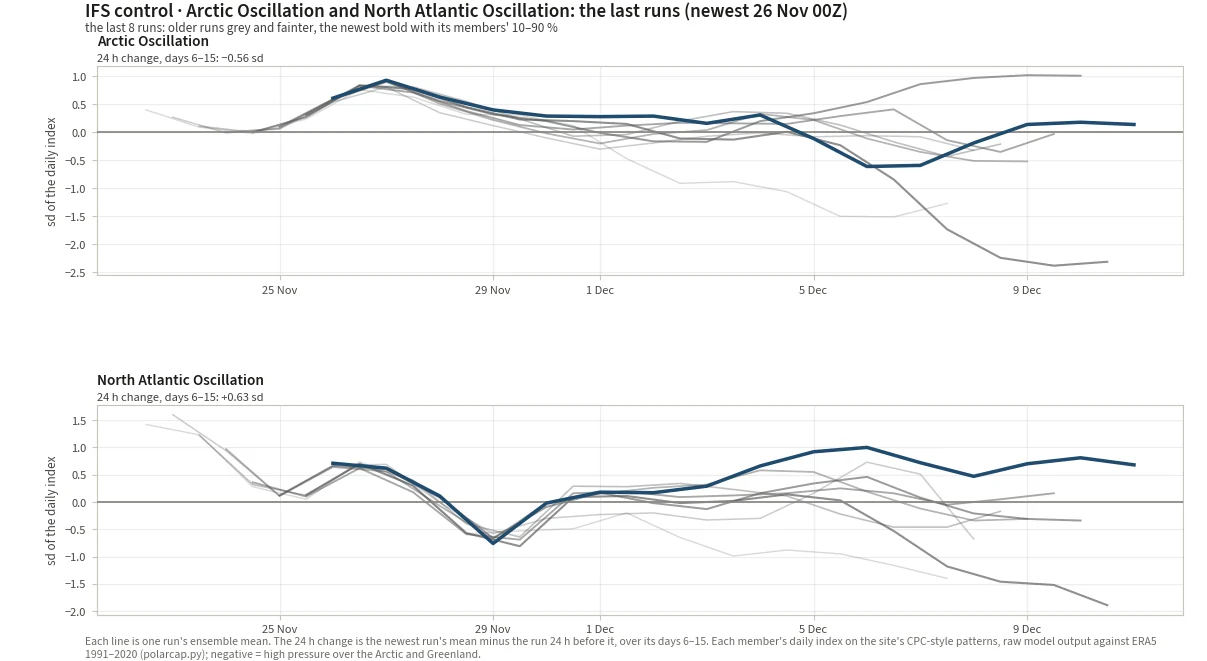 IFS control · Arctic Oscillation and North Atlantic Oscillation: the last runs (newest 26 Nov 00Z)
the last 8 runs: older runs grey and fainter, the newest bold with its members' 10–90 %
Arctic Oscillation
24 h change, days 6–15: −0.56 sd
sd of the daily index
1.0
0.5
0.0
−0.5
−1.0
−1.5
−2.0
−2.5
25 Nov
29 Nov
1 Dec
5 Dec
9 Dec
North Atlantic Oscillation
24 h change, days 6–15: +0.63 sd
sd of the daily index
1.5
1.0
0.5
0.0
−0.5
−1.0
−1.5
−2.0
25 Nov
29 Nov
1 Dec
5 Dec
9 Dec
Each line is one run's ensemble mean. The 24 h change is the newest run's mean minus the run 24 h before it, over its days 6–15. Each member's daily index on the site's CPC-style patterns, raw model output against ERA5
1991–2020 (polarcap.py); negative = high pressure over the Arctic and Greenland.